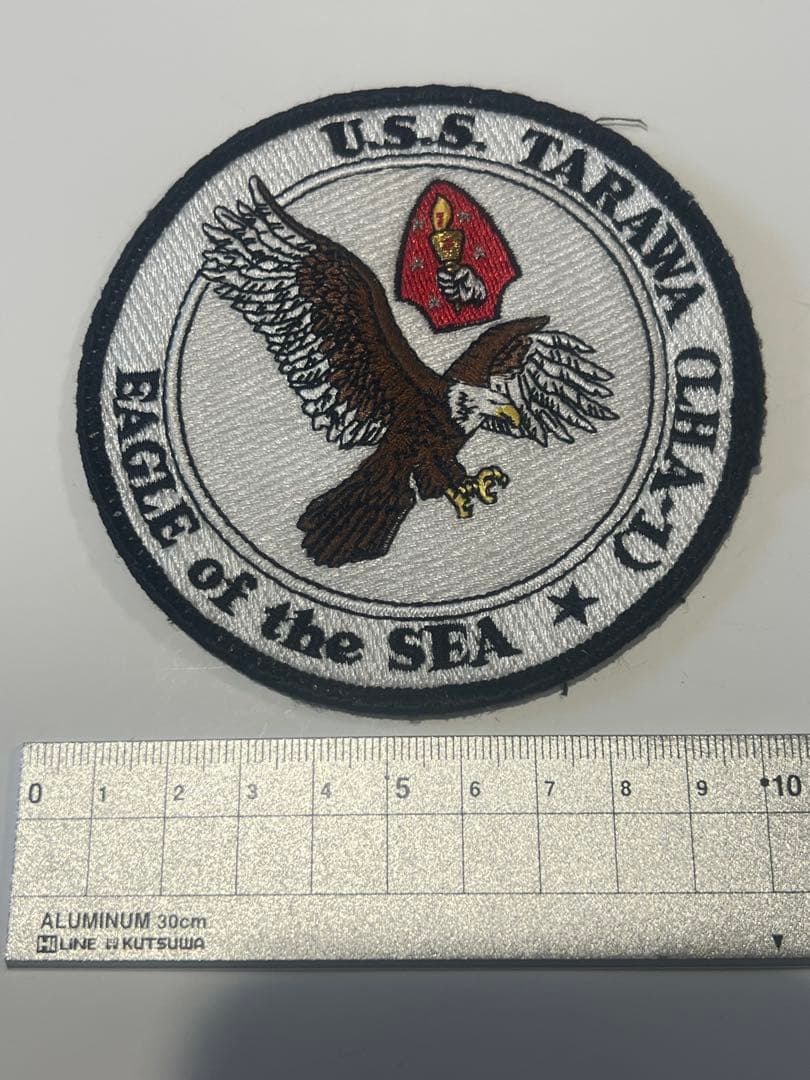 U.S.S. TARAWA (LHA-1)
EAGLE of the SEA ★
0 1 2 3 4 5 6 7 8 9 10
ALUMINUM 30cm
Hi LiNE KUTSUWA